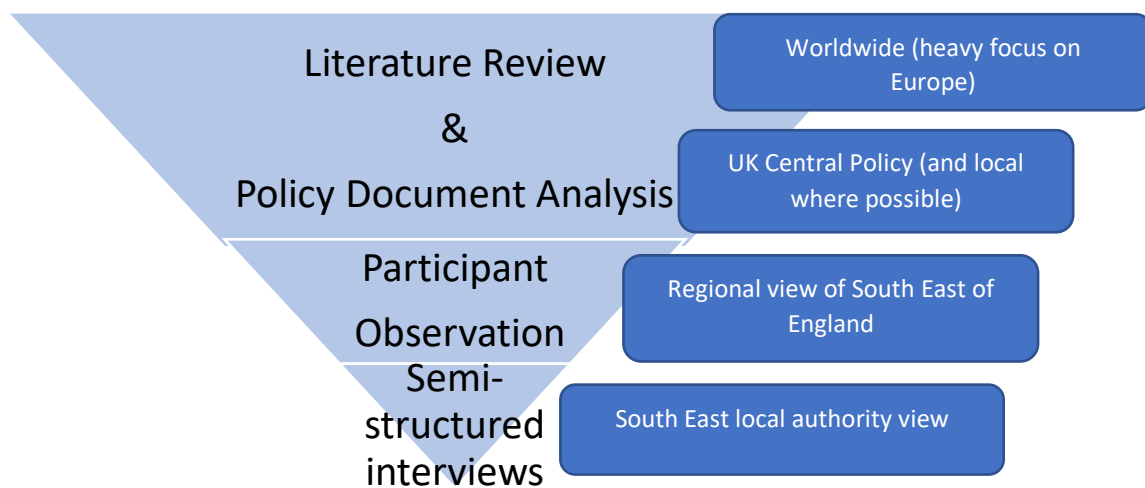 Literature Review
&
Policy Document Analysis
Worldwide (heavy focus on
Europe)
UK Central Policy (and local
where possible)
Participant
Observation
Regional view of South East of
England
Semi-
structured
interviews
South East local authority view